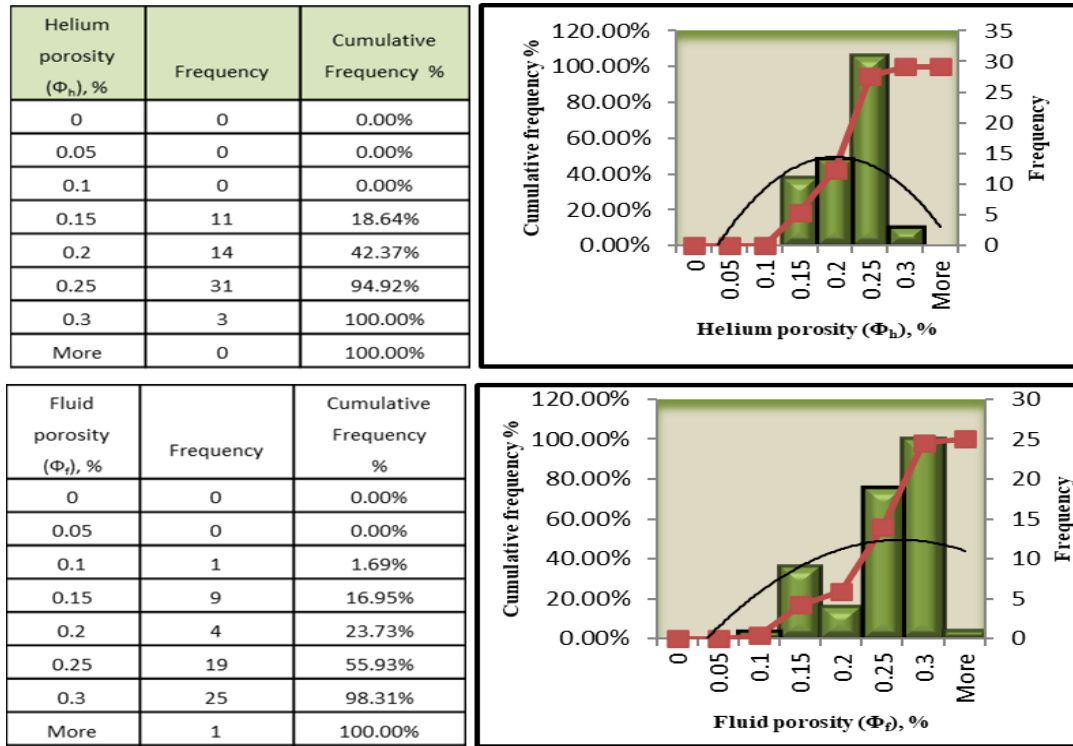 Helium
porosity
(Φh), %
Frequency
Cumulative
Frequency %
0 0 0.00%
0.05 0 0.00%
0.1 0 0.00%
0.15 11 18.64%
0.2 14 42.37%
0.25 31 94.92%
0.3 3 100.00%
More 0 100.00%
Cumulative frequency %
120.00%
100.00%
80.00%
60.00%
40.00%
20.00%
0.00%
35
30
25
20
15
10
5
0
Frequency
0
0.05
0.1
0.15
0.2
0.25
0.3
More
Helium porosity (Φh), %
Fluid
porosity
(Φf), %
Frequency
Cumulative
Frequency
%
0 0 0.00%
0.05 0 0.00%
0.1 1 1.69%
0.15 9 16.95%
0.2 4 23.73%
0.25 19 55.93%
0.3 25 98.31%
More 1 100.00%
Cumulative frequency %
120.00%
100.00%
80.00%
60.00%
40.00%
20.00%
0.00%
30
25
20
15
10
5
0
Frequency
0
0.05
0.1
0.15
0.2
0.25
0.3
More
Fluid porosity (Φf), %